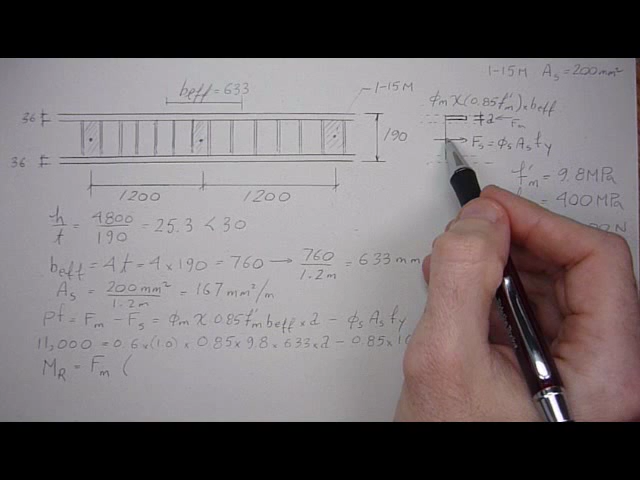 1-15M As = 200mm²
beff = 633
1-15M
ϕm χ(0.85f'm) × beff
36
a
Fm
190
Fs = ϕs As fy
36
f'm = 9.8MPa
1200 1200
= 400MPa
h/t = 4800/190 = 25.3 < 30
N
beff = 4t = 4 × 190 = 760 → 760/1.2m = 633 mm
As = 200mm²/1.2m = 167 mm²/m
Pf = Fm - Fs = ϕm χ 0.85f'm beff × a - ϕs As fy
11,000 = 0.6 × (1.0) × 0.85 × 9.8 × 633 × a - 0.85 × 1
MR = Fm (